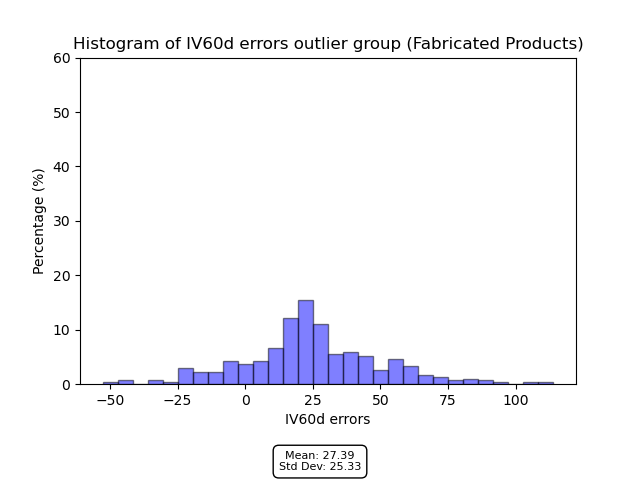 Histogram of IV60d errors outlier group (Fabricated Products)
60
50
40
30
20
10
0
Percentage (%)
−50
−25
0
25
50
75
100
IV60d errors
Mean: 27.39
Std Dev: 25.33